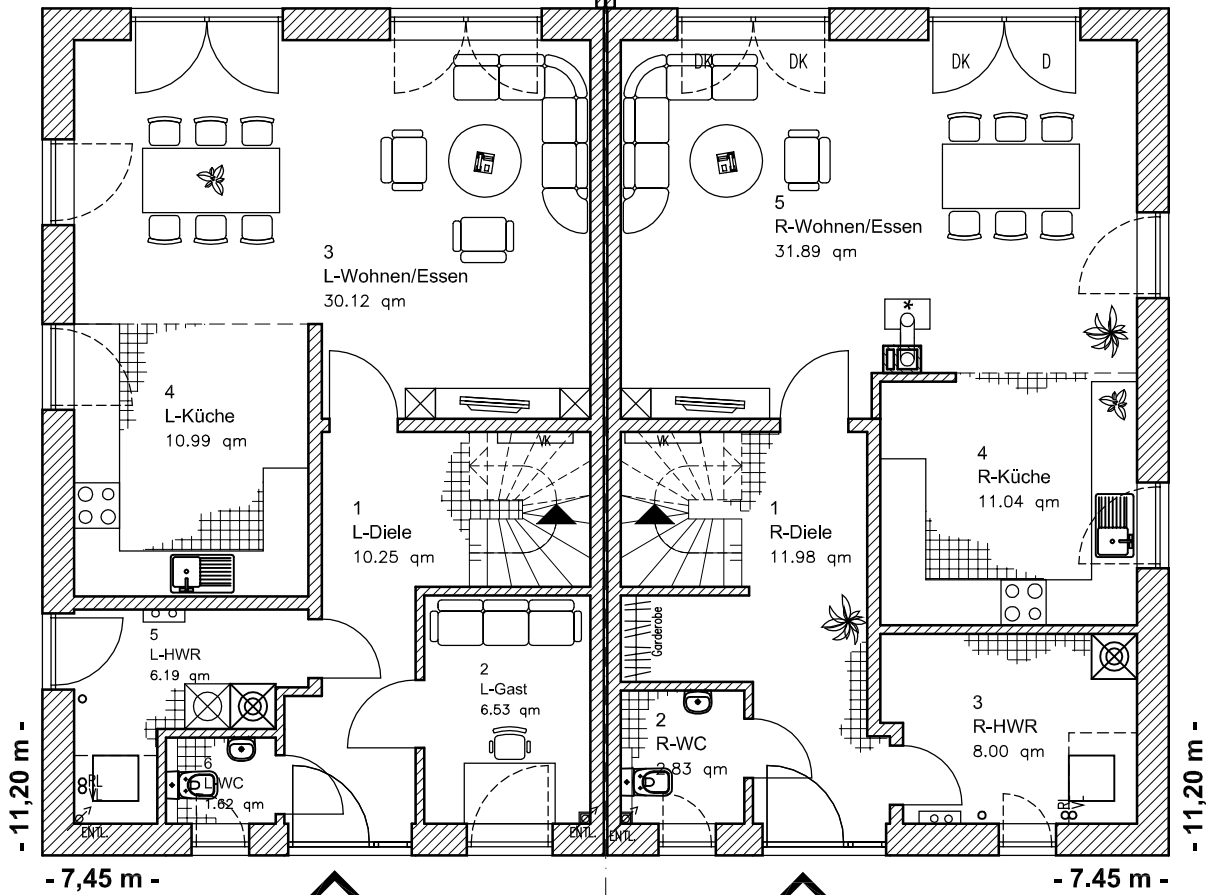 DK DK DK D
3
L-Wohnen/Essen
30.12 qm
5
R-Wohnen/Essen
31.89 qm
4
L-Küche
10.99 qm
VK VK
1
L-Diele
10.25 qm
1
R-Diele
11.98 qm
4
R-Küche
11.04 qm
5
L-HWR
6.19 qm
2
L-Gast
6.53 qm
Garderobe
2
R-WC
2.83 qm
3
R-HWR
8.00 qm
6
L-WC
1.62 qm
RL
VL
RL
VL
ENTL.
ENTL.
ENTL.
- 11,20 m -
- 11,20 m -
- 7,45 m -
- 7.45 m -